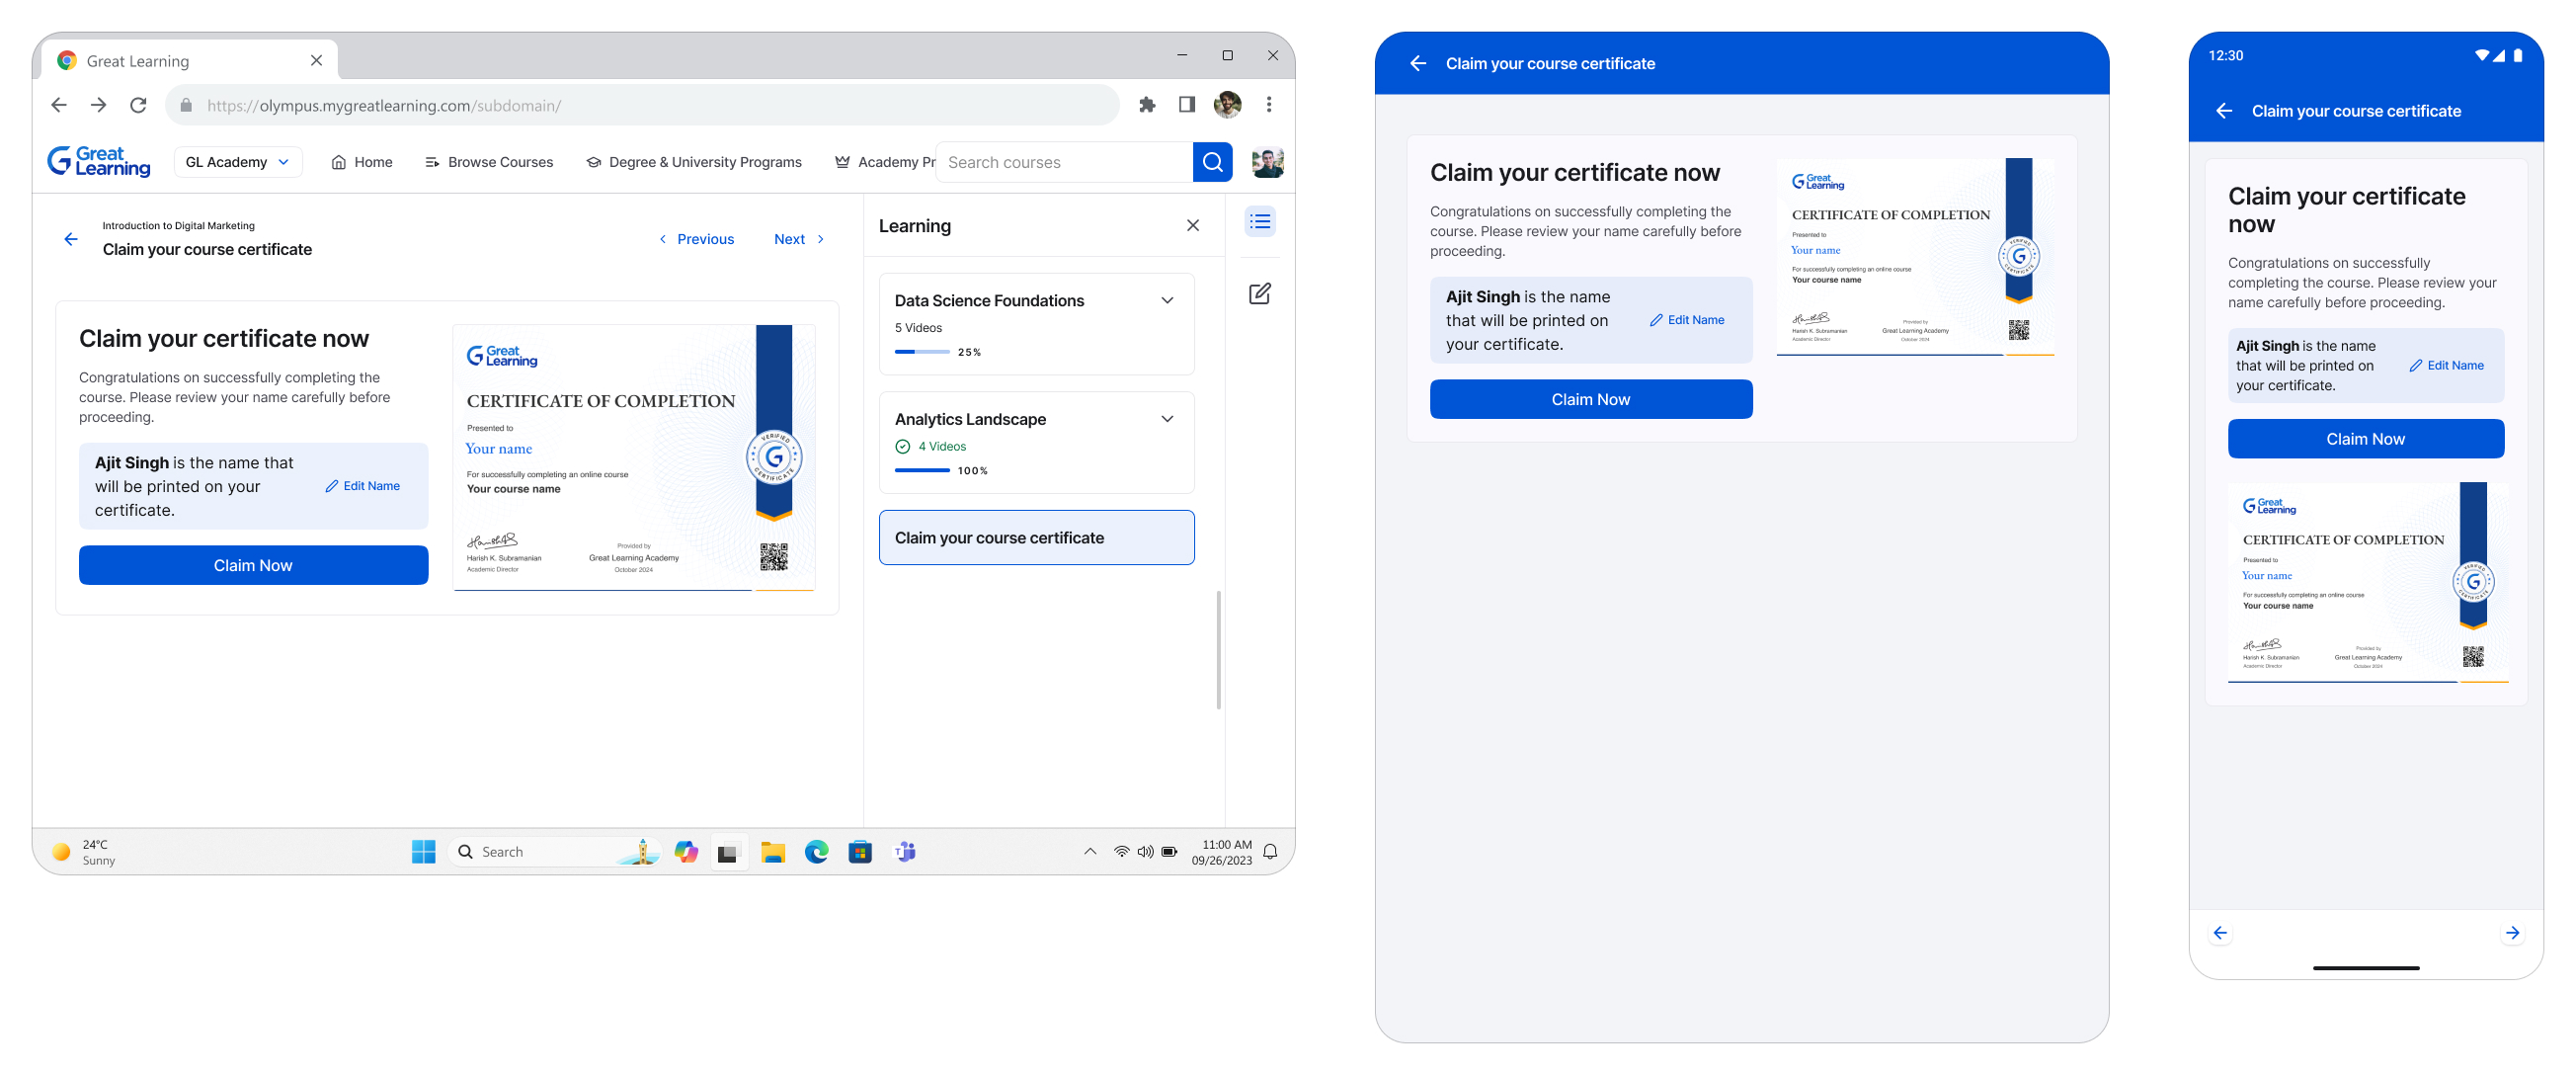 Great Learning
https://olympus.mygreatlearning.com/subdomain/
Great
Learning
GL Academy
Home
Browse Courses
Degree & University Programs
Academy Pr
Search courses
Introduction to Digital Marketing
Claim your course certificate
Previous
Next
Claim your certificate now
Congratulations on successfully completing the
course. Please review your name carefully before
proceeding.
Ajit Singh is the name that
will be printed on your
certificate.
Edit Name
Claim Now
Great
Learning
CERTIFICATE OF COMPLETION
Presented to
Your name
For successfully completing an online course
Your course name
VERIFIED
CERTIFICATE
Harish K. Subramanian
Academic Director
Provided by
Great Learning Academy
October 2024
Learning
Data Science Foundations
5 Videos
25%
Analytics Landscape
4 Videos
100%
Claim your course certificate
24°C
Sunny
Search
11:00 AM
09/26/2023
Claim your course certificate
Claim your certificate now
Congratulations on successfully completing the
course. Please review your name carefully before
proceeding.
Ajit Singh is the name
that will be printed on
your certificate.
Edit Name
Claim Now
Great
Learning
CERTIFICATE OF COMPLETION
Presented to
Your name
For successfully completing an online course
Your course name
VERIFIED
CERTIFICATE
Harish K. Subramanian
Academic Director
Provided by
Great Learning Academy
October 2024
12:30
Claim your course certificate
Claim your certificate
now
Congratulations on successfully
completing the course. Please review your
name carefully before proceeding.
Ajit Singh is the name
that will be printed on
your certificate.
Edit Name
Claim Now
Great
Learning
CERTIFICATE OF COMPLETION
Presented to
Your name
For successfully completing an online course
Your course name
VERIFIED
CERTIFICATE
Harish K. Subramanian
Academic Director
Provided by
Great Learning Academy
October 2024